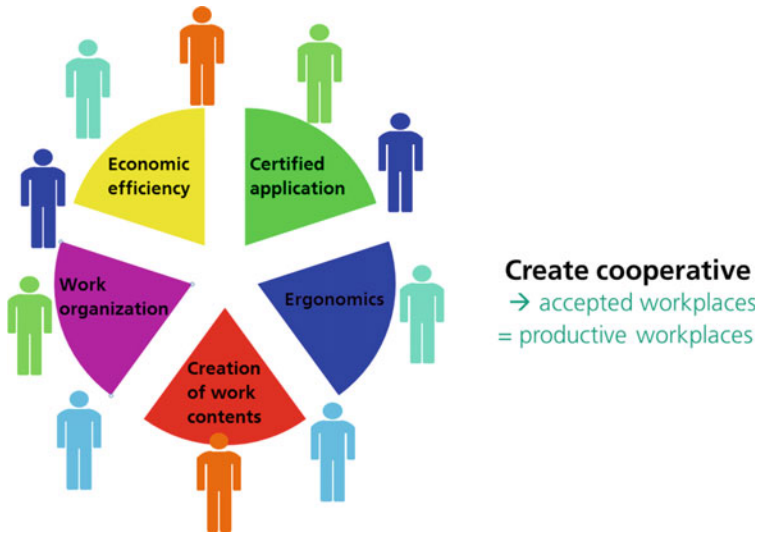 Economic
efficiency
Certified
application
Work
organization
Ergonomics
Creation
of work
contents
Create cooperative
→ accepted workplaces
= productive workplaces